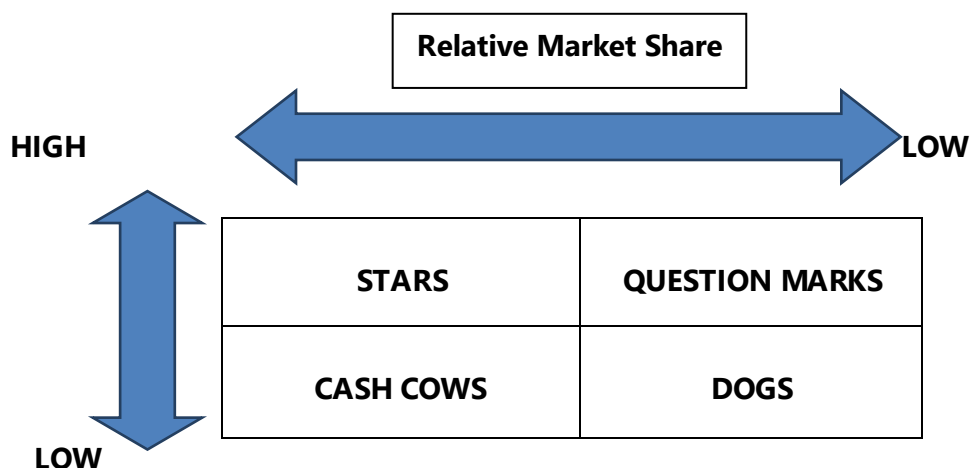 Relative Market Share
HIGH
LOW
STARS
QUESTION MARKS
CASH COWS
DOGS
LOW